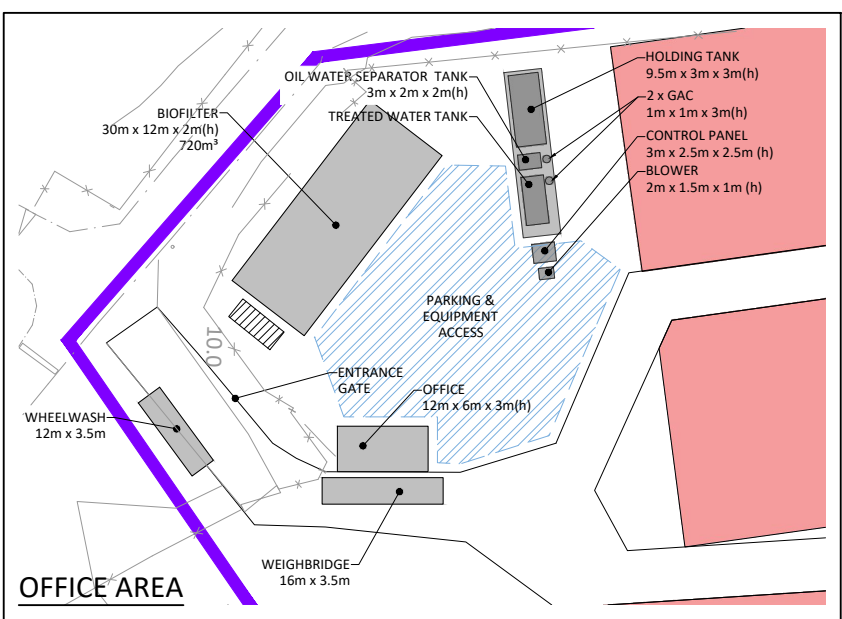 HOLDING TANK
9.5m x 3m x 3m(h)
OIL WATER SEPARATOR TANK
3m x 2m x 2m(h)
2 x GAC
1m x 1m x 3m(h)
BIOFILTER
30m x 12m x 2m(h)
720m³
TREATED WATER TANK
CONTROL PANEL
3m x 2.5m x 2.5m (h)
BLOWER
2m x 1.5m x 1m (h)
PARKING &
EQUIPMENT
ACCESS
10.0
ENTRANCE
GATE
OFFICE
12m x 6m x 3m(h)
WHEELWASH
12m x 3.5m
WEIGHBRIDGE
16m x 3.5m
OFFICE AREA